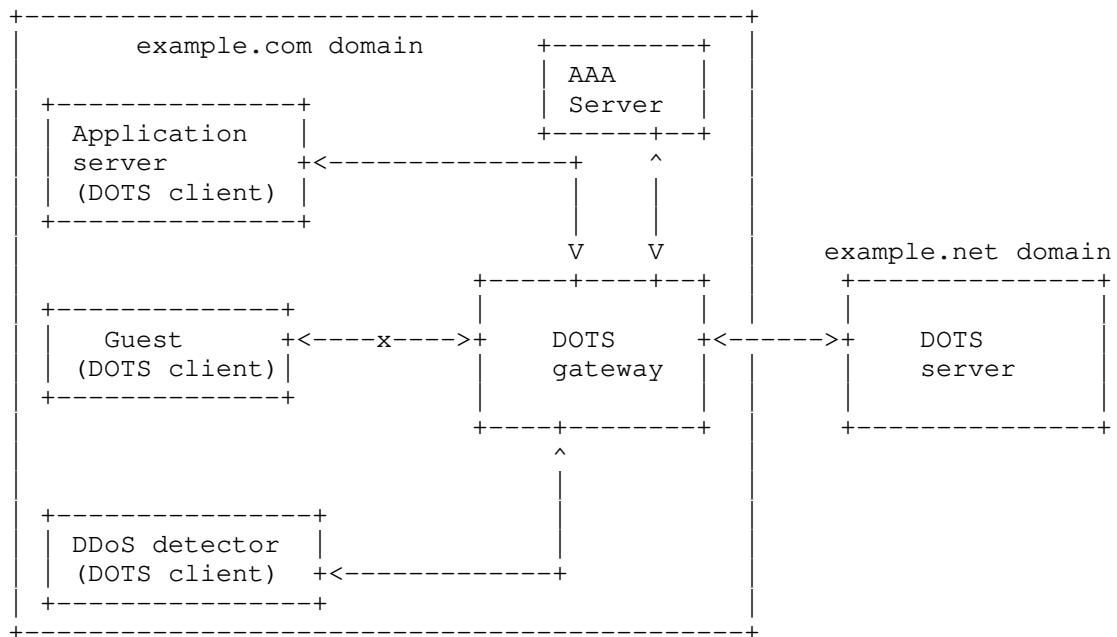 example.com domain
AAA
Server
Application
server
(DOTS client)
example.net domain
Guest
(DOTS client)
x
DOTS
gateway
DOTS
server
DDoS detector
(DOTS client)